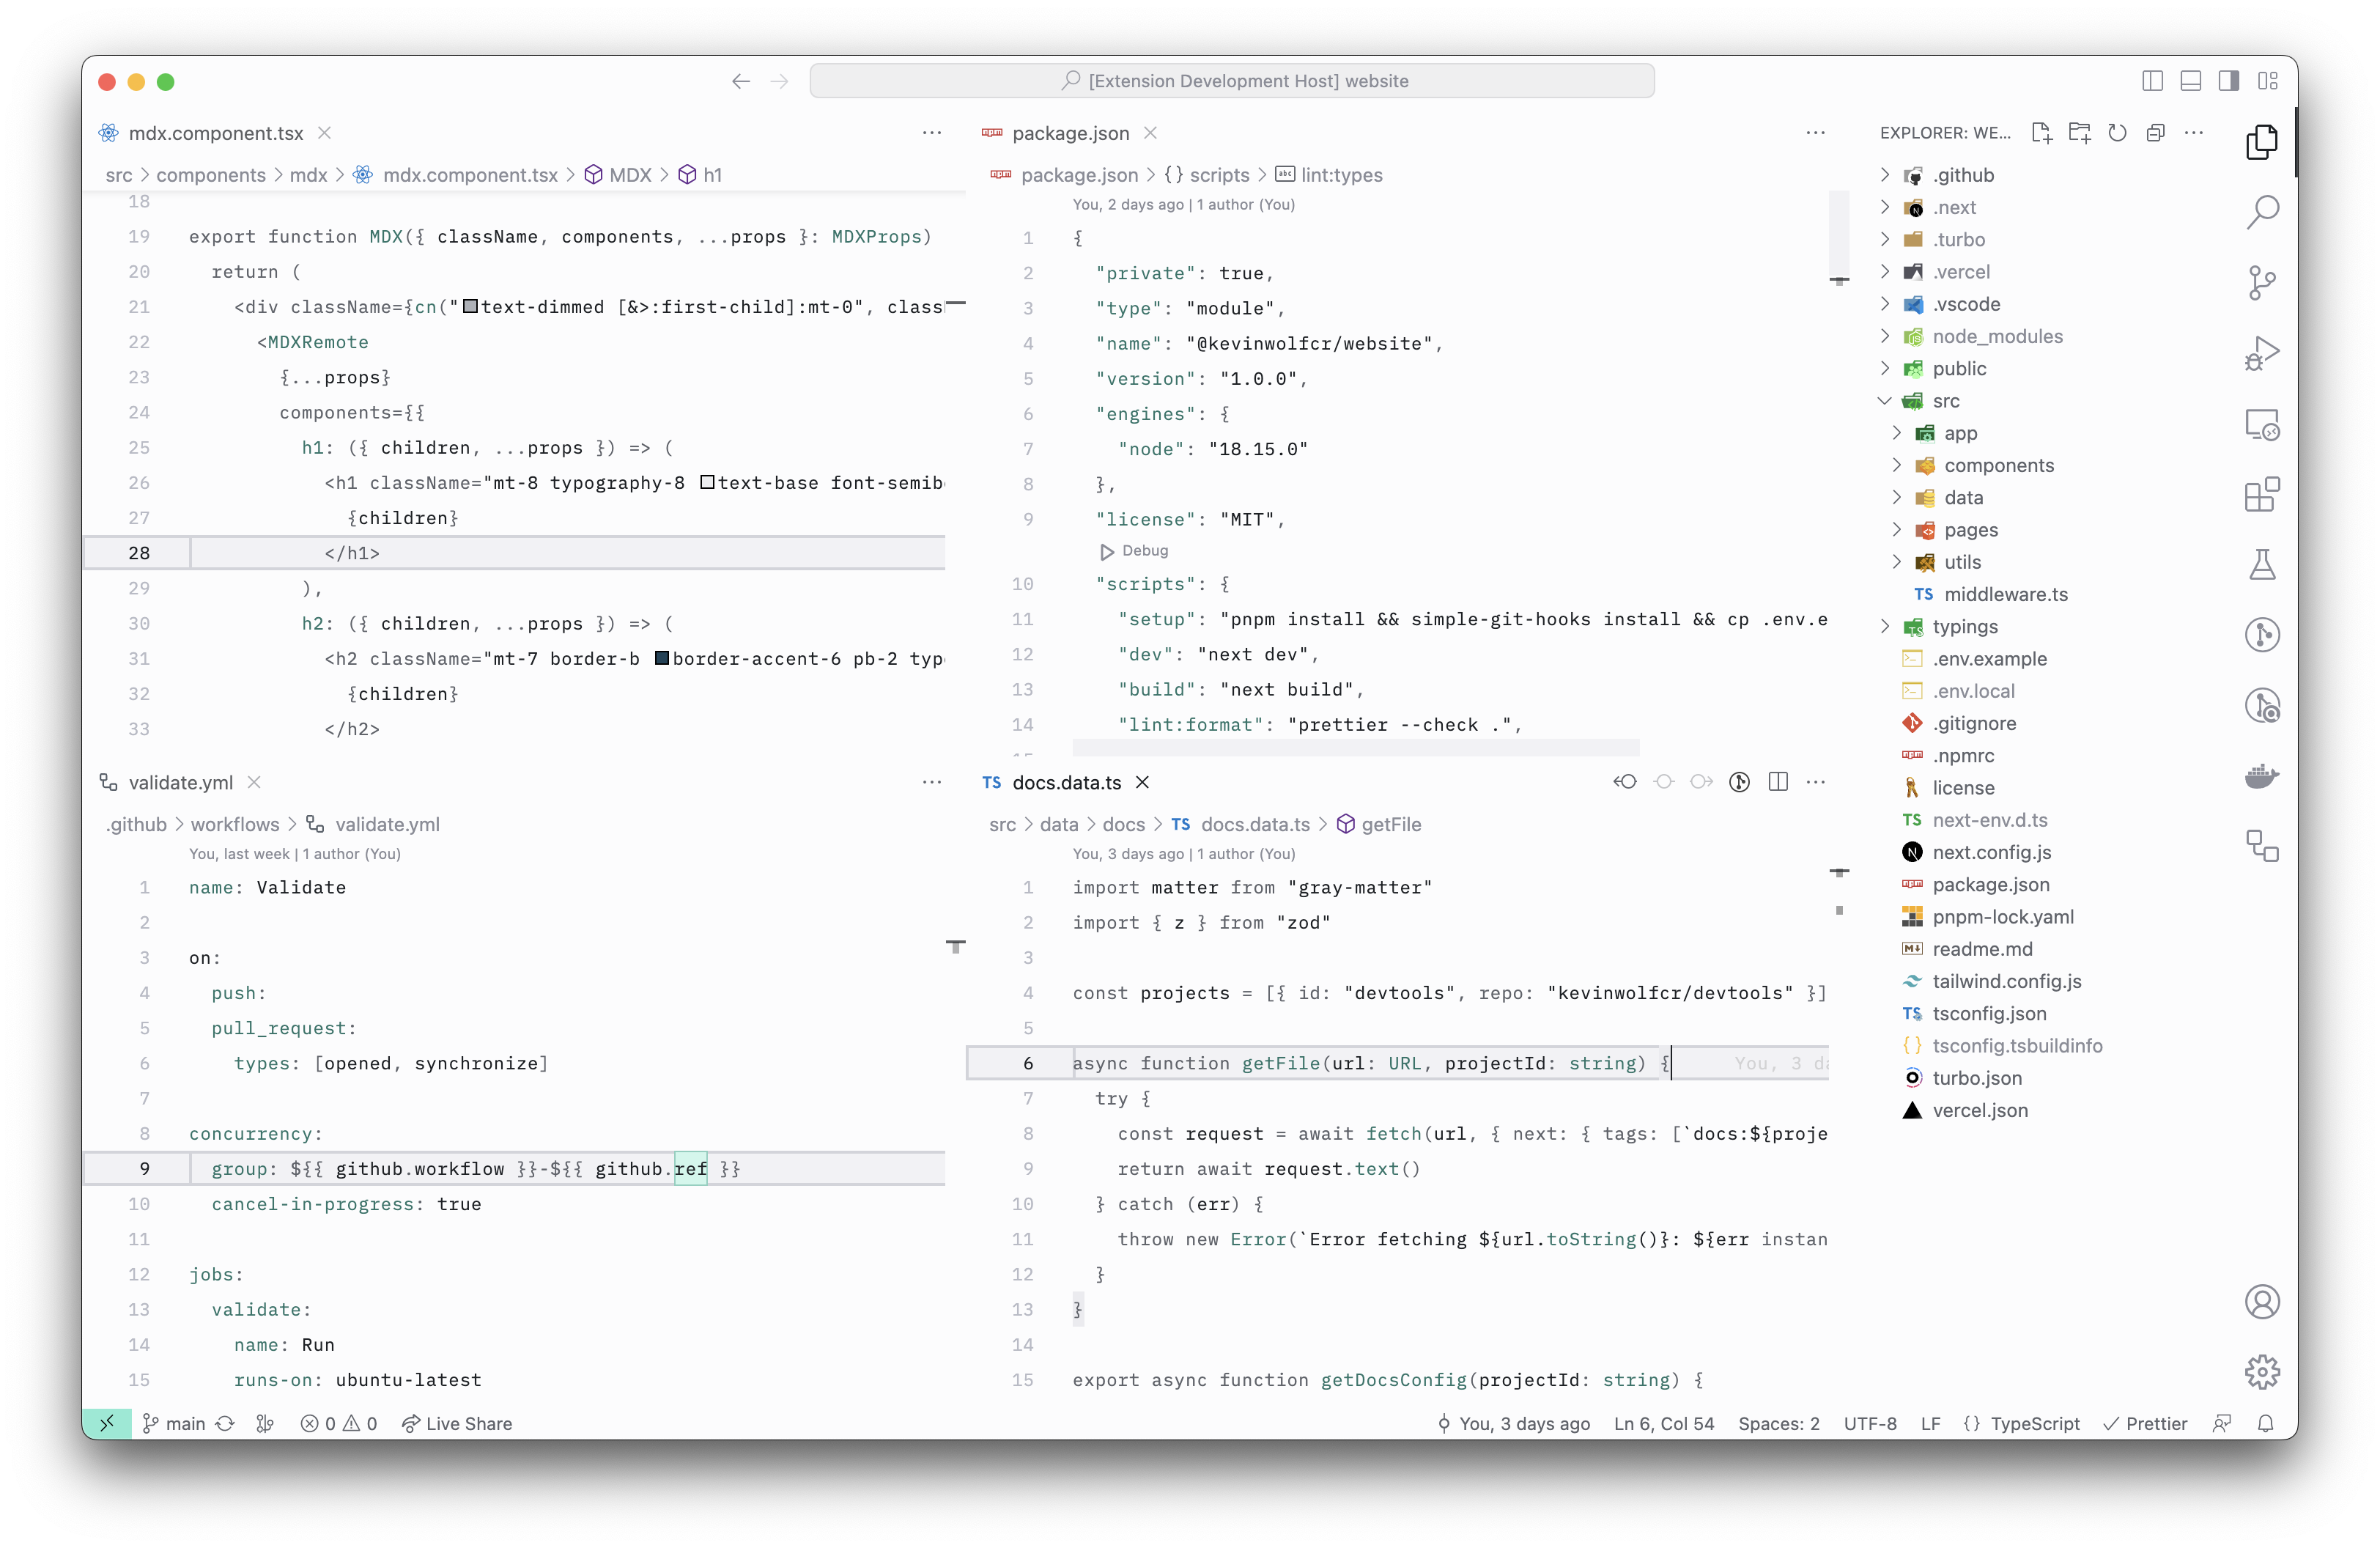 [Extension Development Host] website
mdx.component.tsx
src > components > mdx > mdx.component.tsx > MDX > h1
18
19 export function MDX({ className, components, ...props }: MDXProps)
20 return (
21 <div className={cn("text-dimmed [&>:first-child]:mt-0", class
22 <MDXRemote
23 {...props}
24 components={{
25 h1: ({ children, ...props }) => (
26 <h1 className="mt-8 typography-8 text-base font-semib
27 {children}
28 </h1>
29 ),
30 h2: ({ children, ...props }) => (
31 <h2 className="mt-7 border-b border-accent-6 pb-2 typ
32 {children}
33 </h2>
package.json
package.json > {} scripts > abc lint:types
You, 2 days ago | 1 author (You)
1 {
2 "private": true,
3 "type": "module",
4 "name": "@kevinwolfcr/website",
5 "version": "1.0.0",
6 "engines": {
7 "node": "18.15.0"
8 },
9 "license": "MIT",
Debug
10 "scripts": {
11 "setup": "pnpm install && simple-git-hooks install && cp .env.e
12 "dev": "next dev",
13 "build": "next build",
14 "lint:format": "prettier --check .",
validate.yml
.github > workflows > validate.yml
You, last week | 1 author (You)
1 name: Validate
2
3 on:
4 push:
5 pull_request:
6 types: [opened, synchronize]
7
8 concurrency:
9 group: ${{ github.workflow }}-${{ github.ref }}
10 cancel-in-progress: true
11
12 jobs:
13 validate:
14 name: Run
15 runs-on: ubuntu-latest
TS docs.data.ts
src > data > docs > TS docs.data.ts > getFile
You, 3 days ago | 1 author (You)
1 import matter from "gray-matter"
2 import { z } from "zod"
3
4 const projects = [{ id: "devtools", repo: "kevinwolfcr/devtools" }]
5
6 async function getFile(url: URL, projectId: string) { You, 3 da
7 try {
8 const request = await fetch(url, { next: { tags: [`docs:${proje
9 return await request.text()
10 } catch (err) {
11 throw new Error(`Error fetching ${url.toString()}: ${err instan
12 }
13 }
14
15 export async function getDocsConfig(projectId: string) {
EXPLORER: WE...
.github
.next
.turbo
.vercel
.vscode
node_modules
public
src
app
components
data
pages
utils
TS middleware.ts
typings
.env.example
.env.local
.gitignore
.npmrc
license
TS next-env.d.ts
next.config.js
package.json
pnpm-lock.yaml
readme.md
tailwind.config.js
TS tsconfig.json
{} tsconfig.tsbuildinfo
turbo.json
vercel.json
main 0 0 Live Share
You, 3 days ago Ln 6, Col 54 Spaces: 2 UTF-8 LF {} TypeScript Prettier